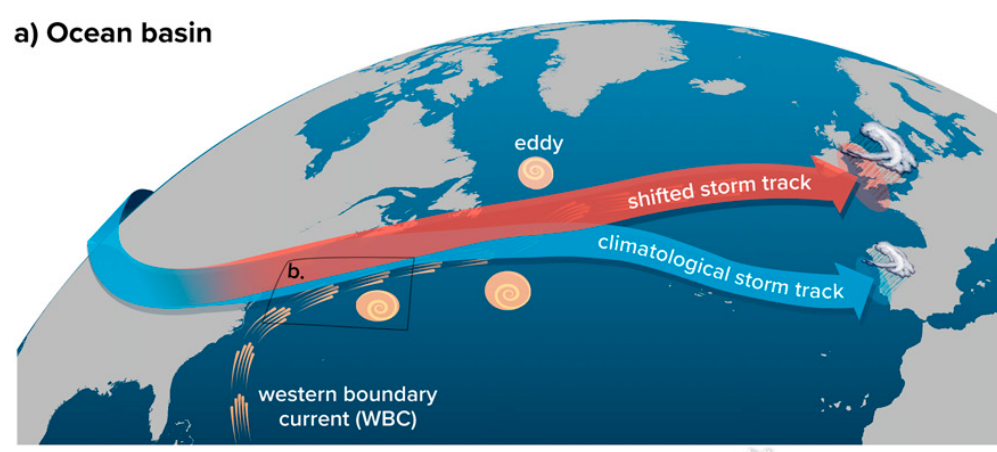 a) Ocean basin
eddy
shifted storm track
climatological storm track
b.
western boundary
current (WBC)